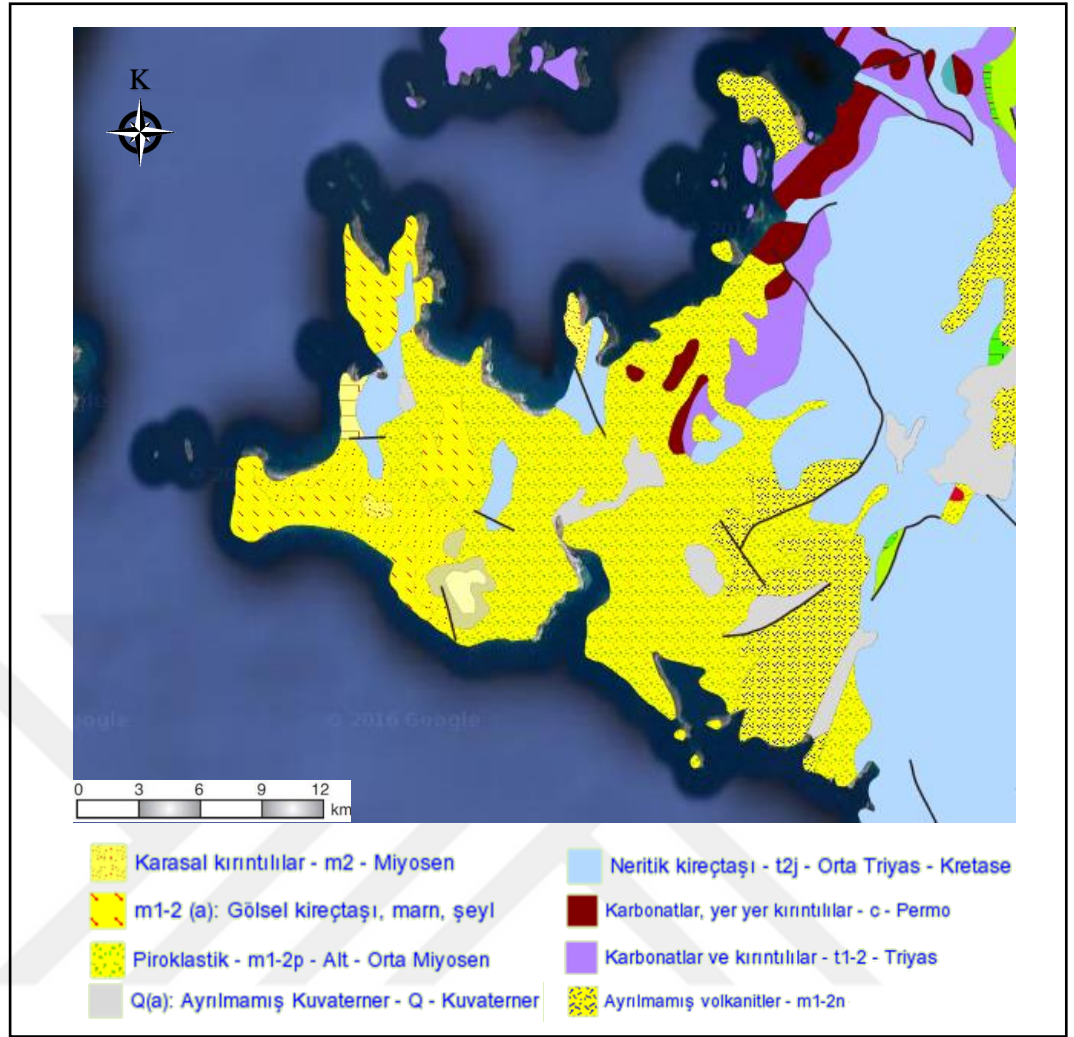 K
© 2016 Google
0 3 6 9 12
km
Karasal kırıntılılar - m2 - Miyosen
m1-2 (a): Gölsel kireçtaşı, marn, şeyl
Piroklastik - m1-2p - Alt - Orta Miyosen
Q(a): Ayrılmamış Kuvaterner - Q - Kuvaterner
Neritik kireçtaşı - t2j - Orta Triyas - Kretase
Karbonatlar, yer yer kırıntılılar - c - Permo
Karbonatlar ve kırıntılılar - t1-2 - Triyas
Ayrılmamış volkanitler - m1-2n